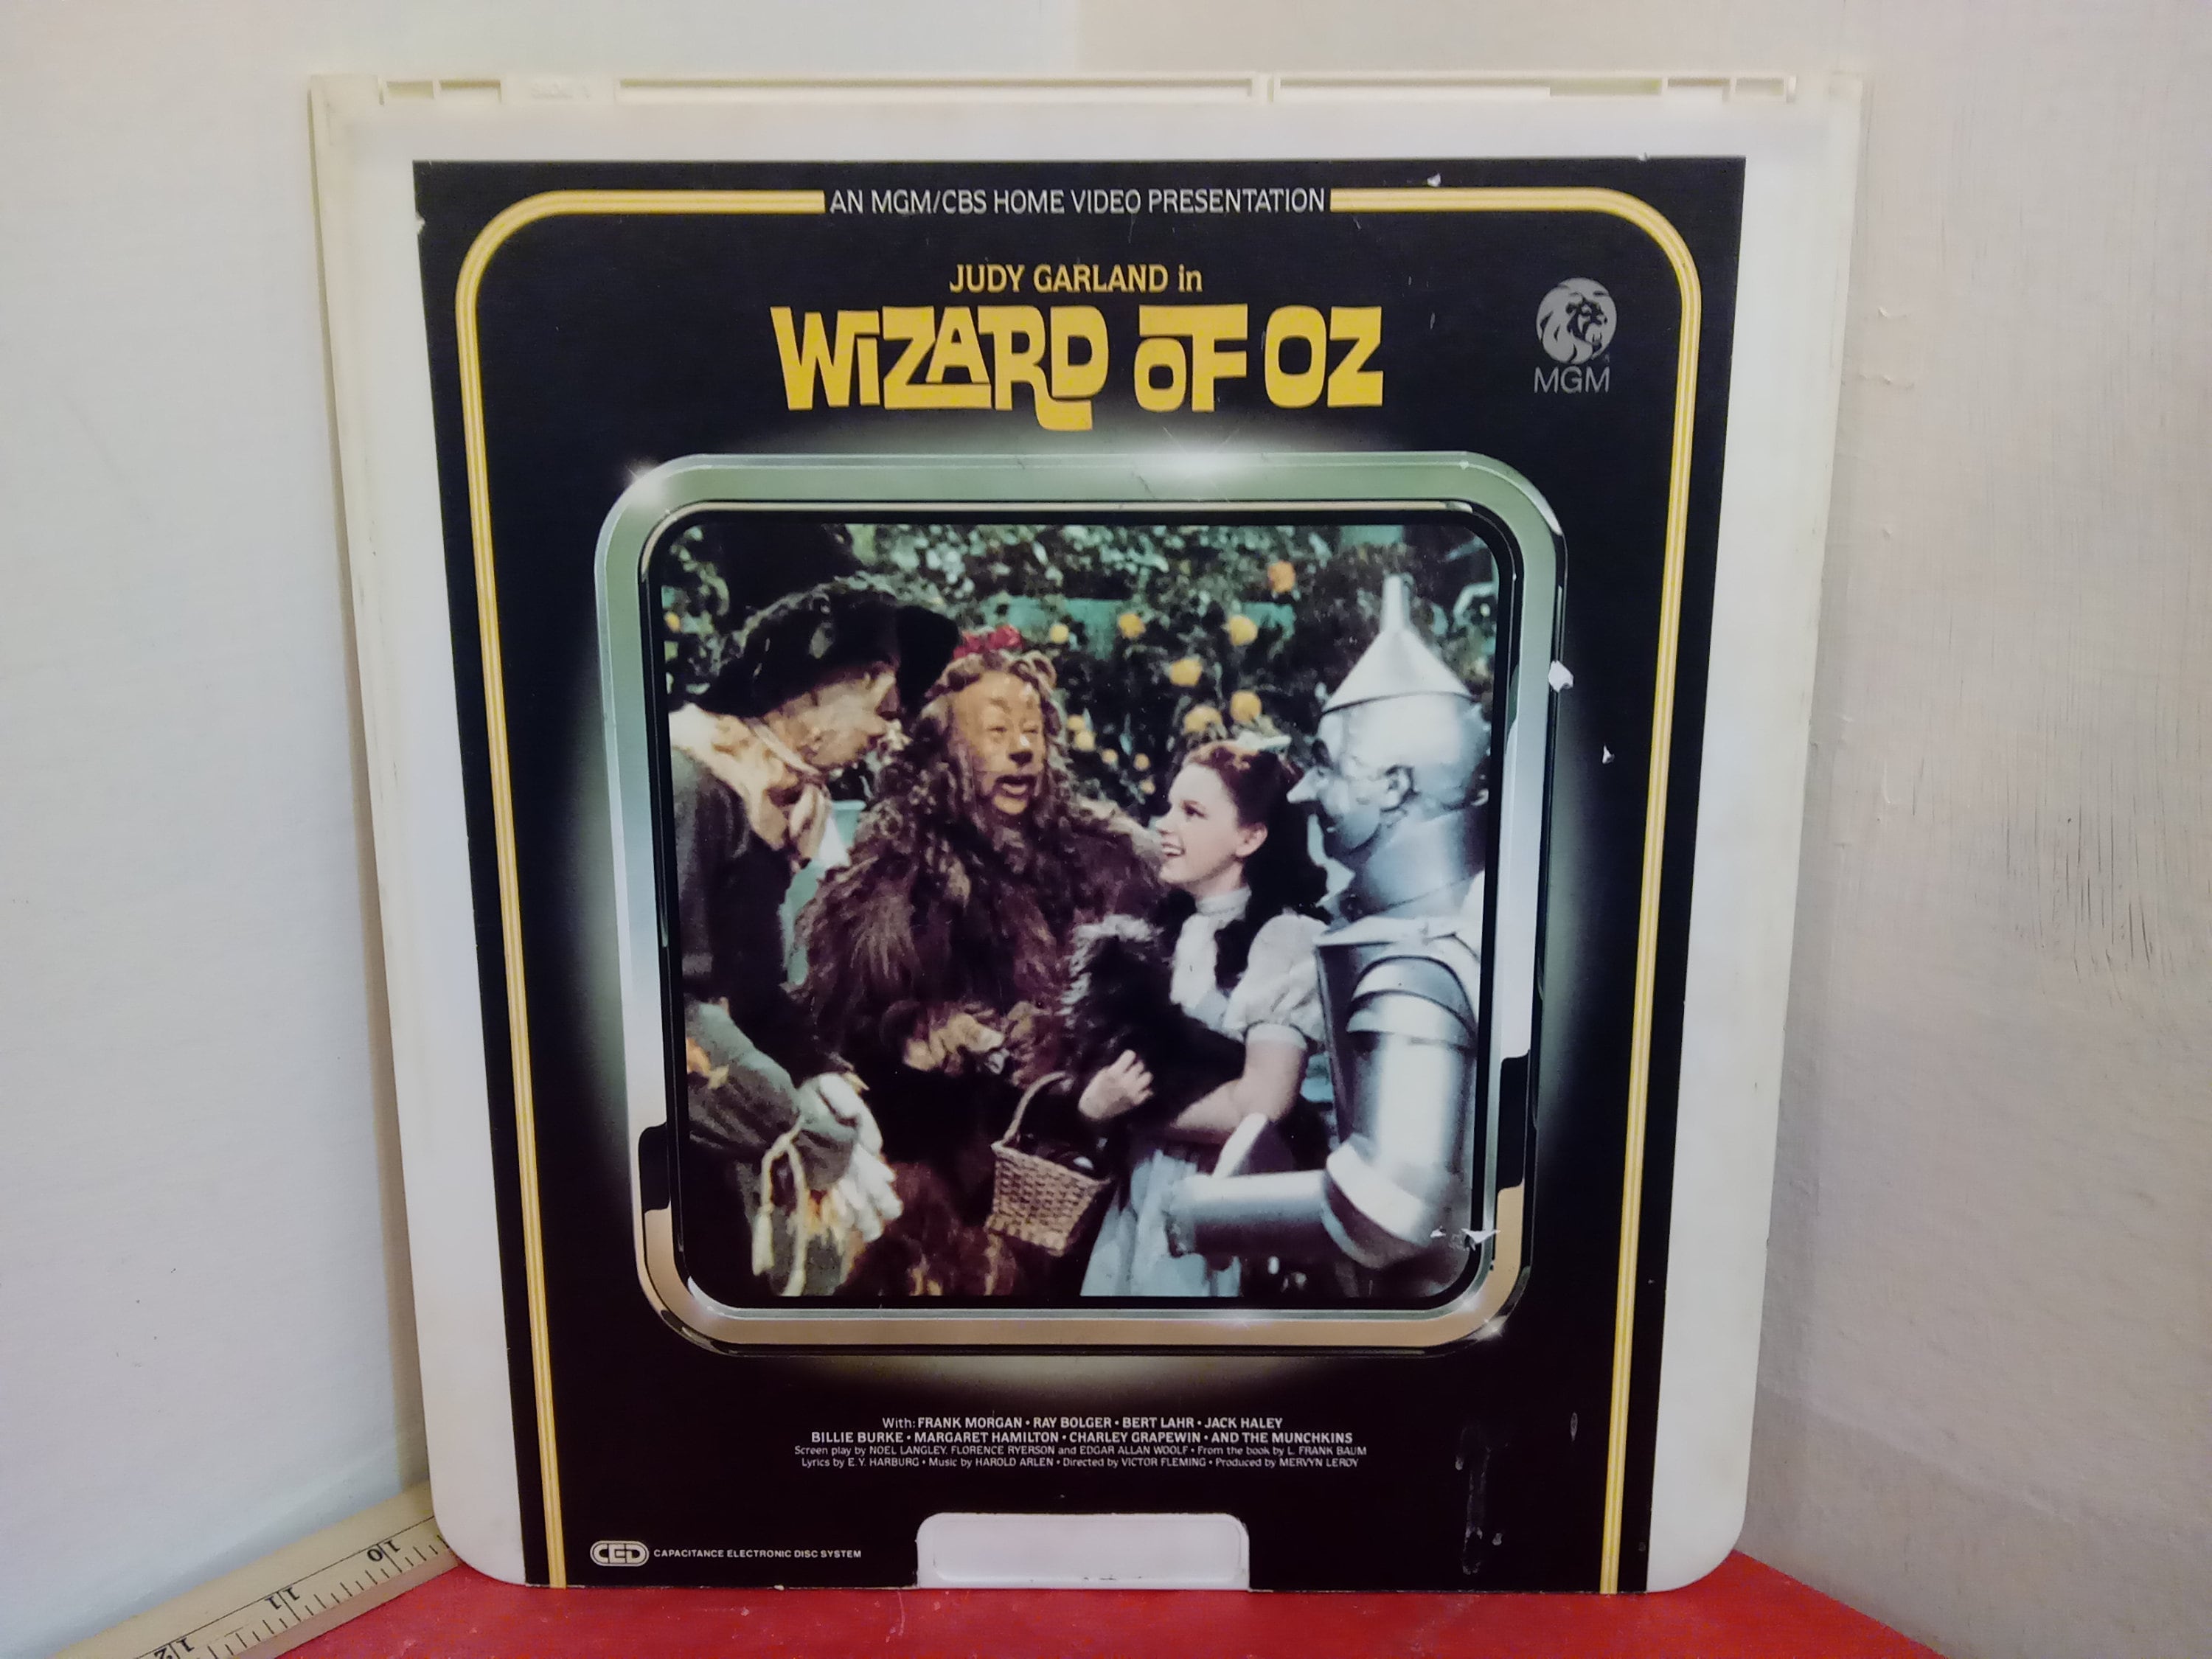 AN MGM/CBS HOME VIDEO PRESENTATION
JUDY GARLAND in
WIZARD OF OZ
MGM
With: FRANK MORGAN • RAY BOLGER • BERT LAHR • JACK HALEY
BILLIE BURKE • MARGARET HAMILTON • CHARLEY GRAPEWIN • AND THE MUNCHKINS
Screen play by NOEL LANGLEY, FLORENCE RYERSON and EDGAR ALLAN WOOLF • From the book by L. FRANK BAUM
Lyrics by E.Y. HARBURG • Music by HAROLD ARLEN • Directed by VICTOR FLEMING • Produced by MERVYN LEROY
CED CAPACITANCE ELECTRONIC DISC SYSTEM
10
11
12